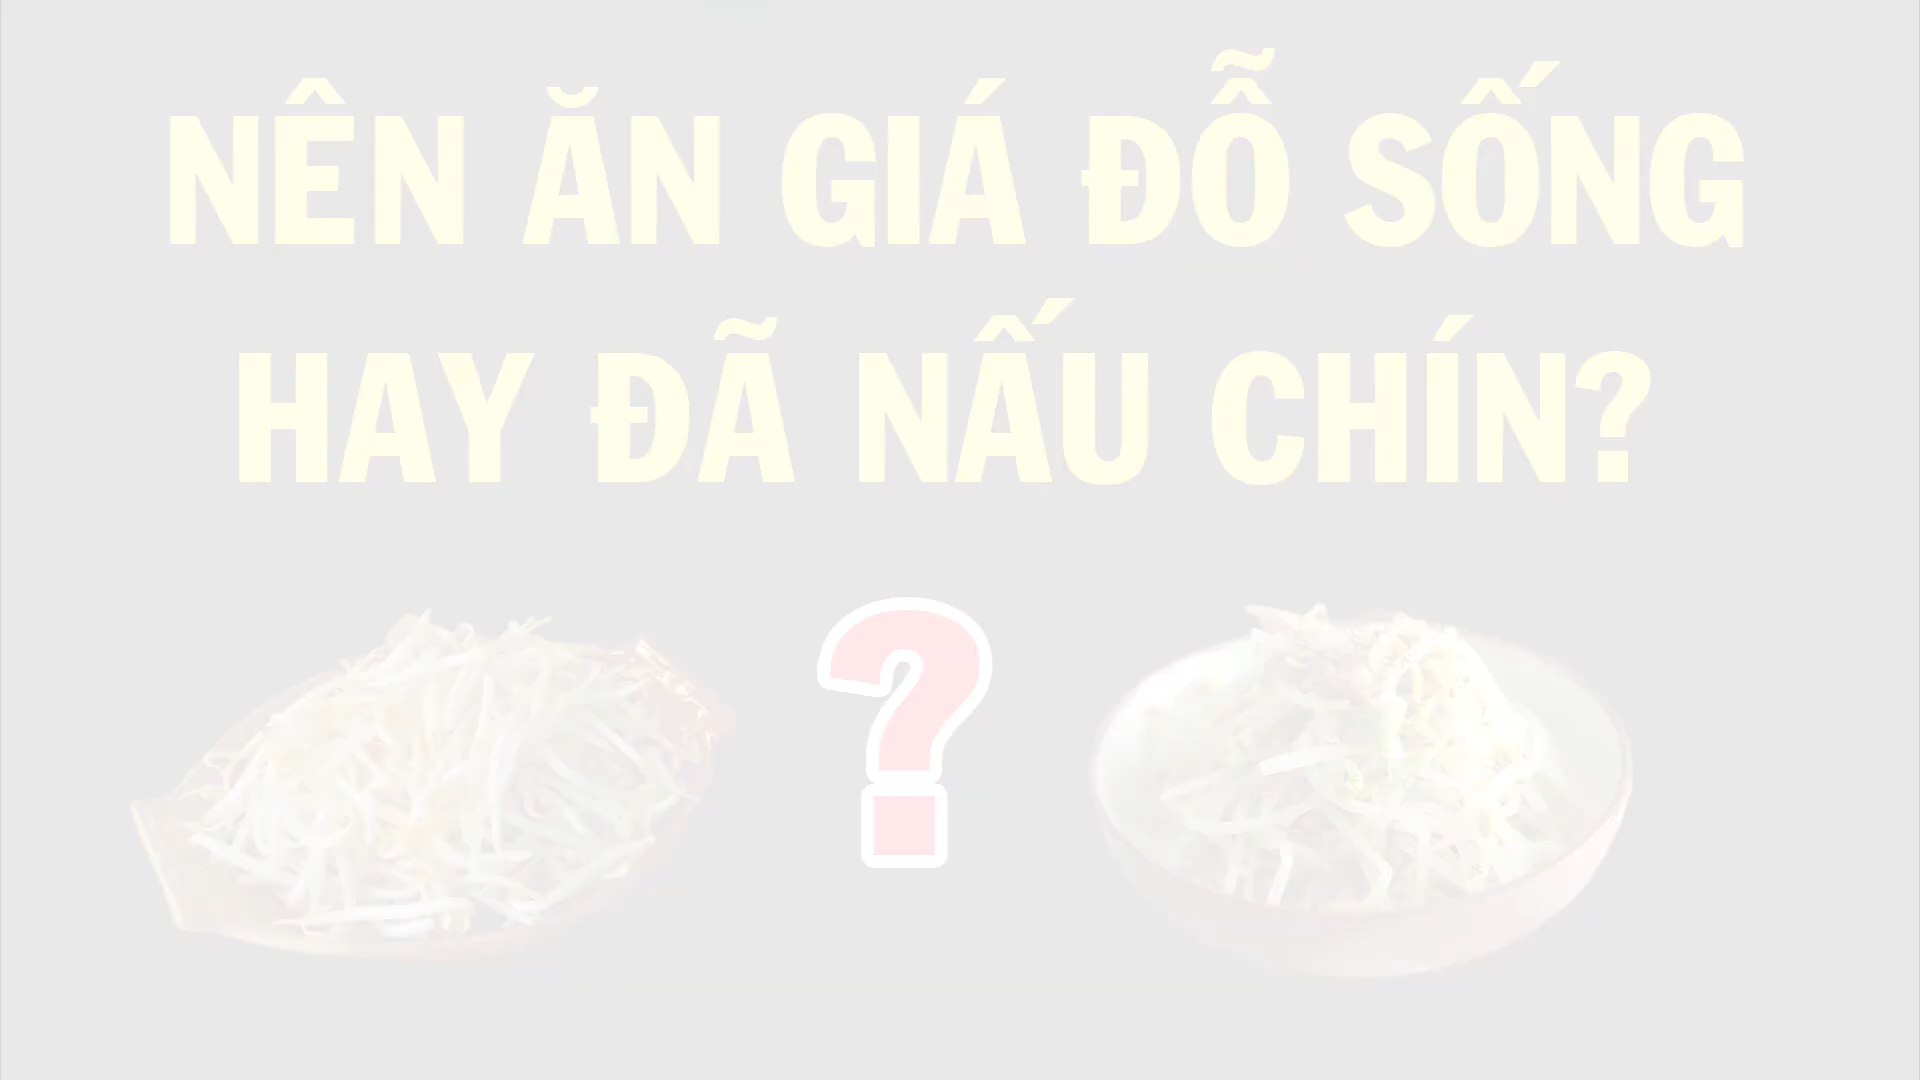 NÊN ĂN GIÁ ĐỖ SỐNG
HAY ĐÃ NẤU CHÍN?
?